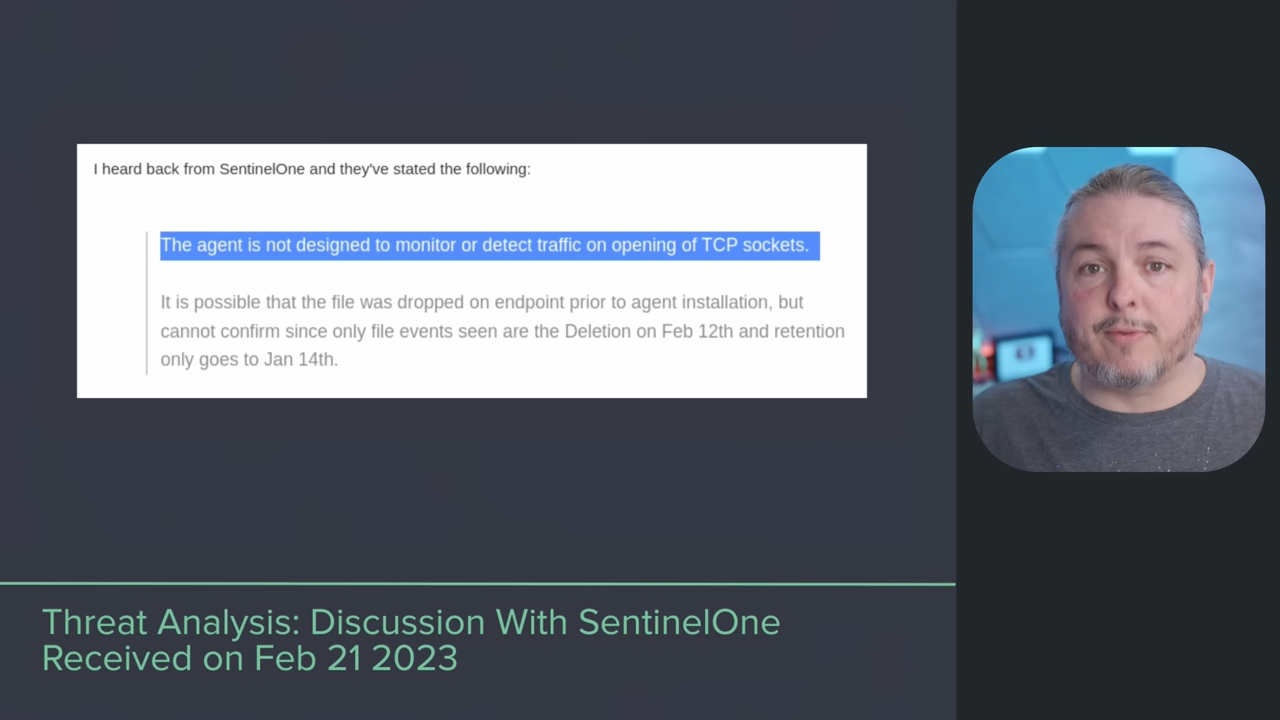 I heard back from SentinelOne and they've stated the following:
The agent is not designed to monitor or detect traffic on opening of TCP sockets.
It is possible that the file was dropped on endpoint prior to agent installation, but
cannot confirm since only file events seen are the Deletion on Feb 12th and retention
only goes to Jan 14th.
Threat Analysis: Discussion With SentinelOne
Received on Feb 21 2023